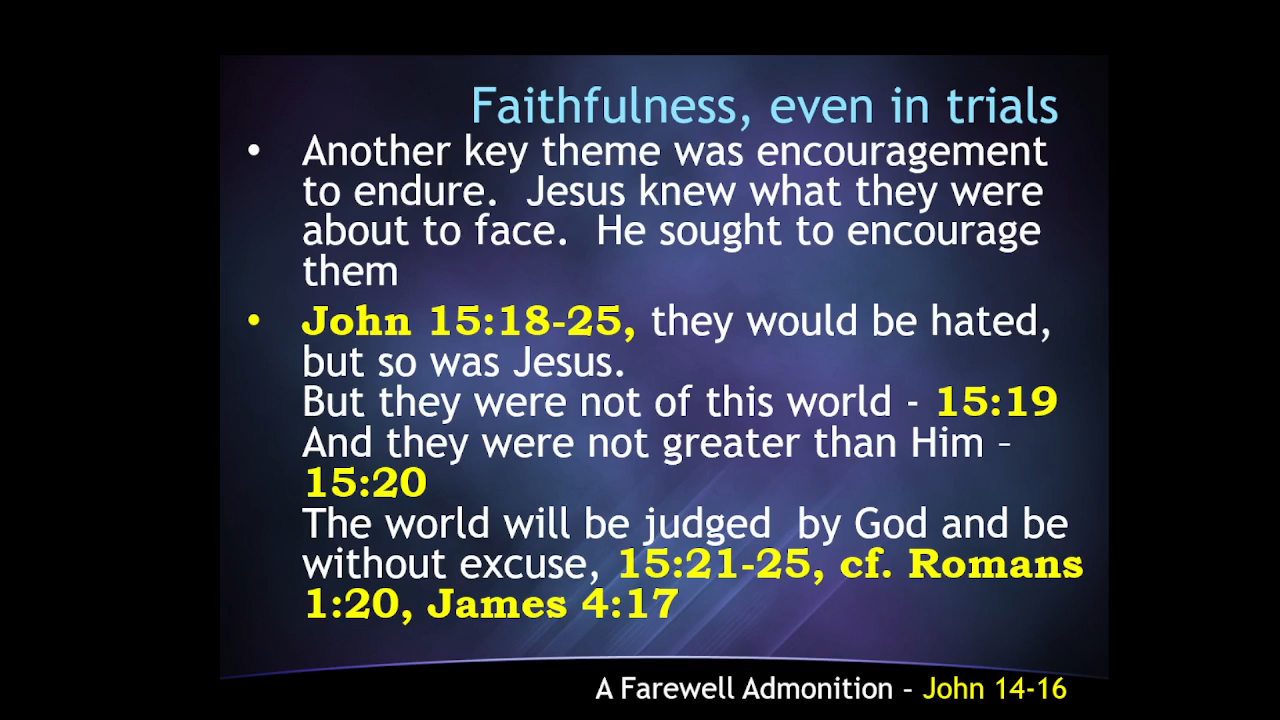 Faithfulness, even in trials
• Another key theme was encouragement
to endure.  Jesus knew what they were
about to face.  He sought to encourage
them
• John 15:18-25, they would be hated,
but so was Jesus.
But they were not of this world - 15:19
And they were not greater than Him –
15:20
The world will be judged  by God and be
without excuse, 15:21-25, cf. Romans
1:20, James 4:17
A Farewell Admonition – John 14-16